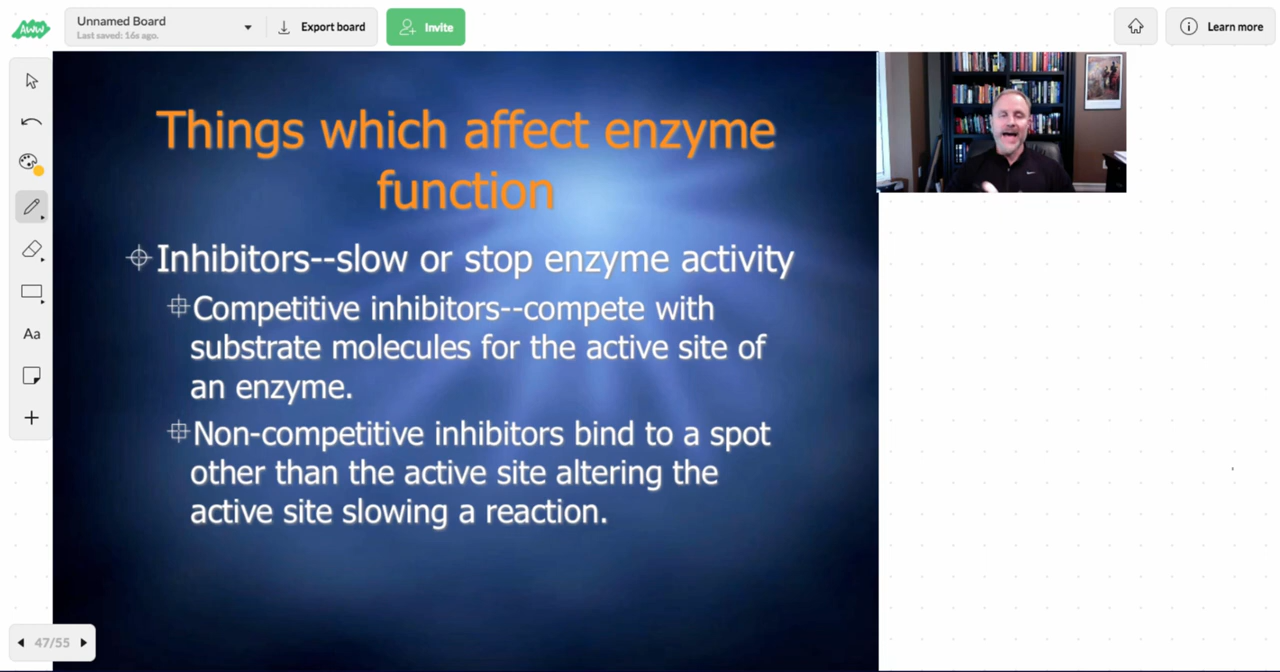 AWW
Unnamed Board
Last saved: 16s ago.
Export board
Invite
Learn more
Aa
Things which affect enzyme
function
Inhibitors--slow or stop enzyme activity
Competitive inhibitors--compete with
substrate molecules for the active site of
an enzyme.
Non-competitive inhibitors bind to a spot
other than the active site altering the
active site slowing a reaction.
47/55